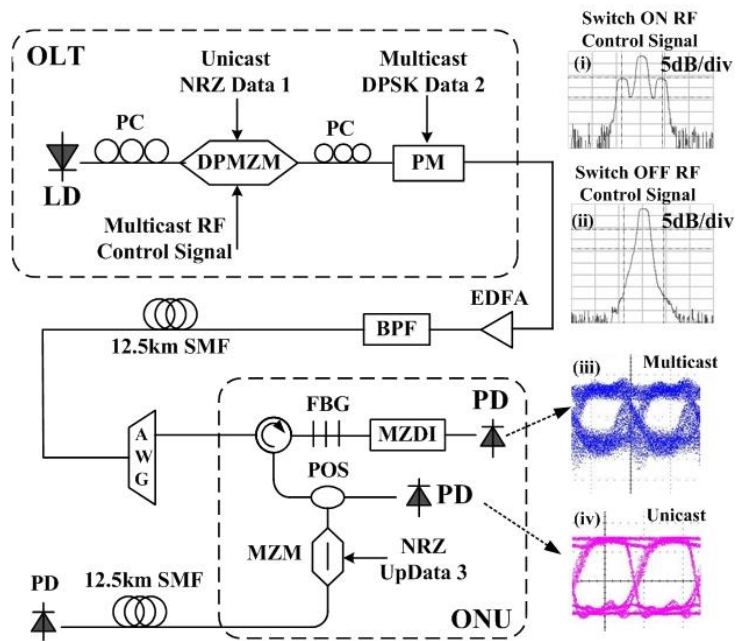 OLT
Unicast
NRZ Data 1
Multicast
DPSK Data 2
PC
PC
DPMZM
PM
LD
Multicast RF
Control Signal
Switch ON RF
Control Signal
(i)
5dB/div
Switch OFF RF
Control Signal
(ii)
5dB/div
EDFA
BPF
12.5km SMF
AWG
FBG
MZDI
PD
POS
PD
MZM
NRZ
UpData 3
PD
12.5km SMF
ONU
(iii)
Multicast
(iv)
Unicast